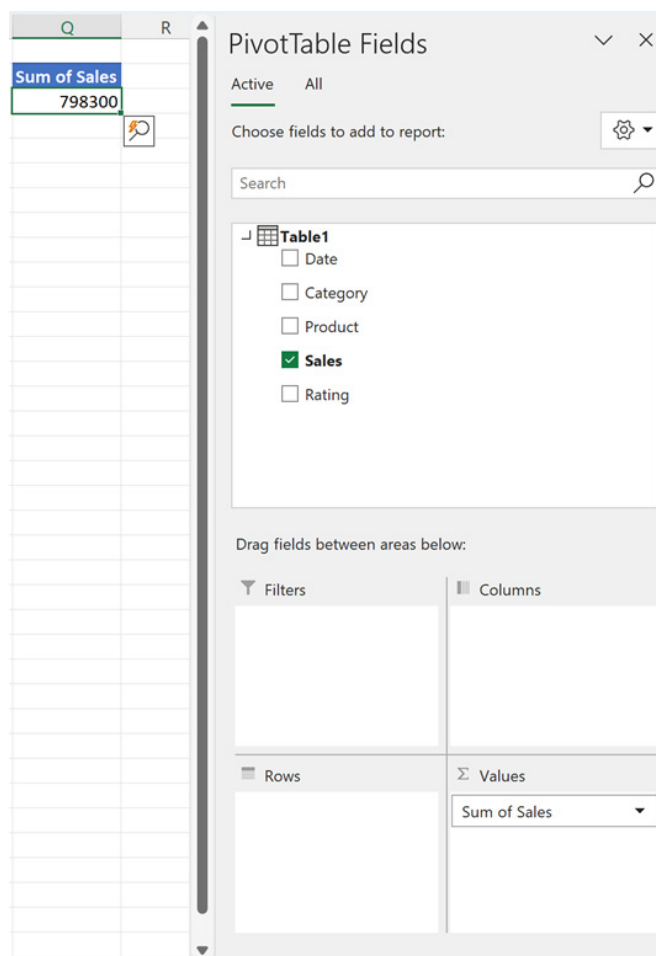 Q R
Sum of Sales
798300
PivotTable Fields
Active All
Choose fields to add to report:
Search
Table1
Date
Category
Product
Sales
Rating
Drag fields between areas below:
Filters
Columns
Rows
Σ Values
Sum of Sales